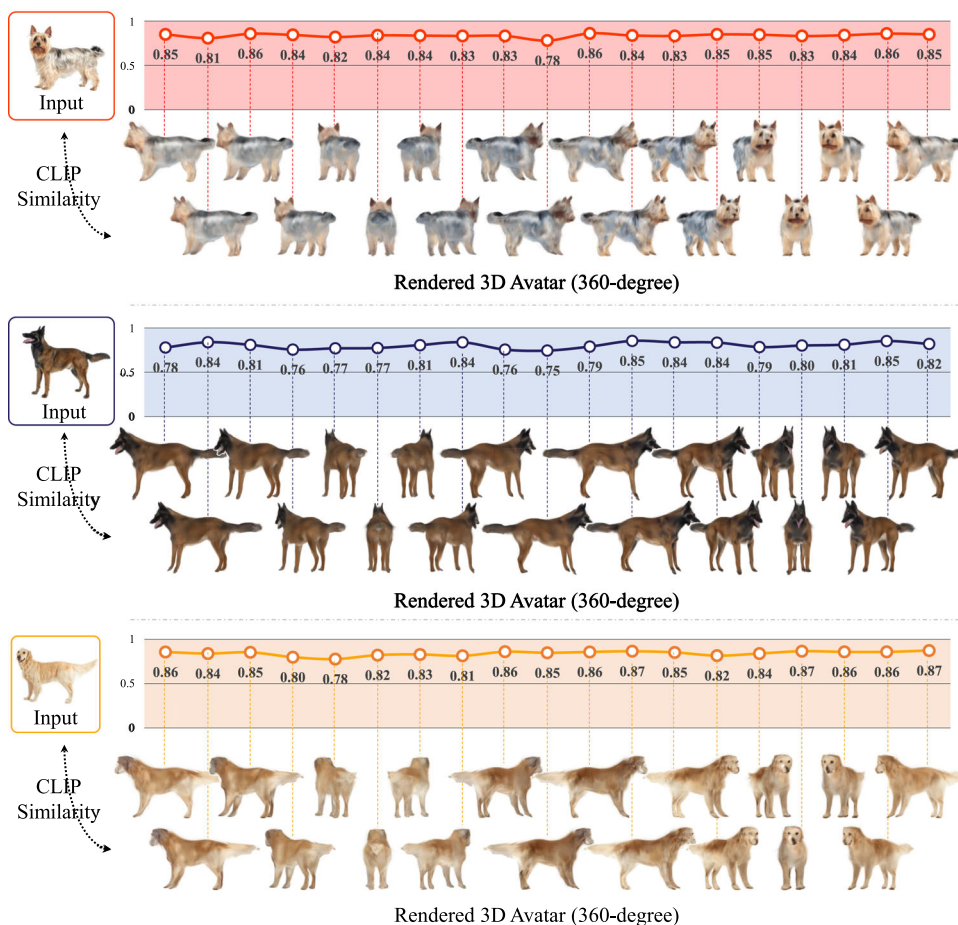 1
0.5
0
0.85 0.81 0.86 0.84 0.82 0.84 0.84 0.83 0.83 0.78 0.86 0.84 0.83 0.85 0.85 0.83 0.84 0.86 0.85
Input
CLIP
Similarity
Rendered 3D Avatar (360-degree)
1
0.5
0
0.78 0.84 0.81 0.76 0.77 0.77 0.81 0.84 0.76 0.75 0.79 0.85 0.84 0.84 0.79 0.80 0.81 0.85 0.82
Input
CLIP
Similarity
Rendered 3D Avatar (360-degree)
1
0.5
0
0.86 0.84 0.85 0.80 0.78 0.82 0.83 0.81 0.86 0.85 0.86 0.87 0.85 0.82 0.84 0.87 0.86 0.86 0.87
Input
CLIP
Similarity
Rendered 3D Avatar (360-degree)